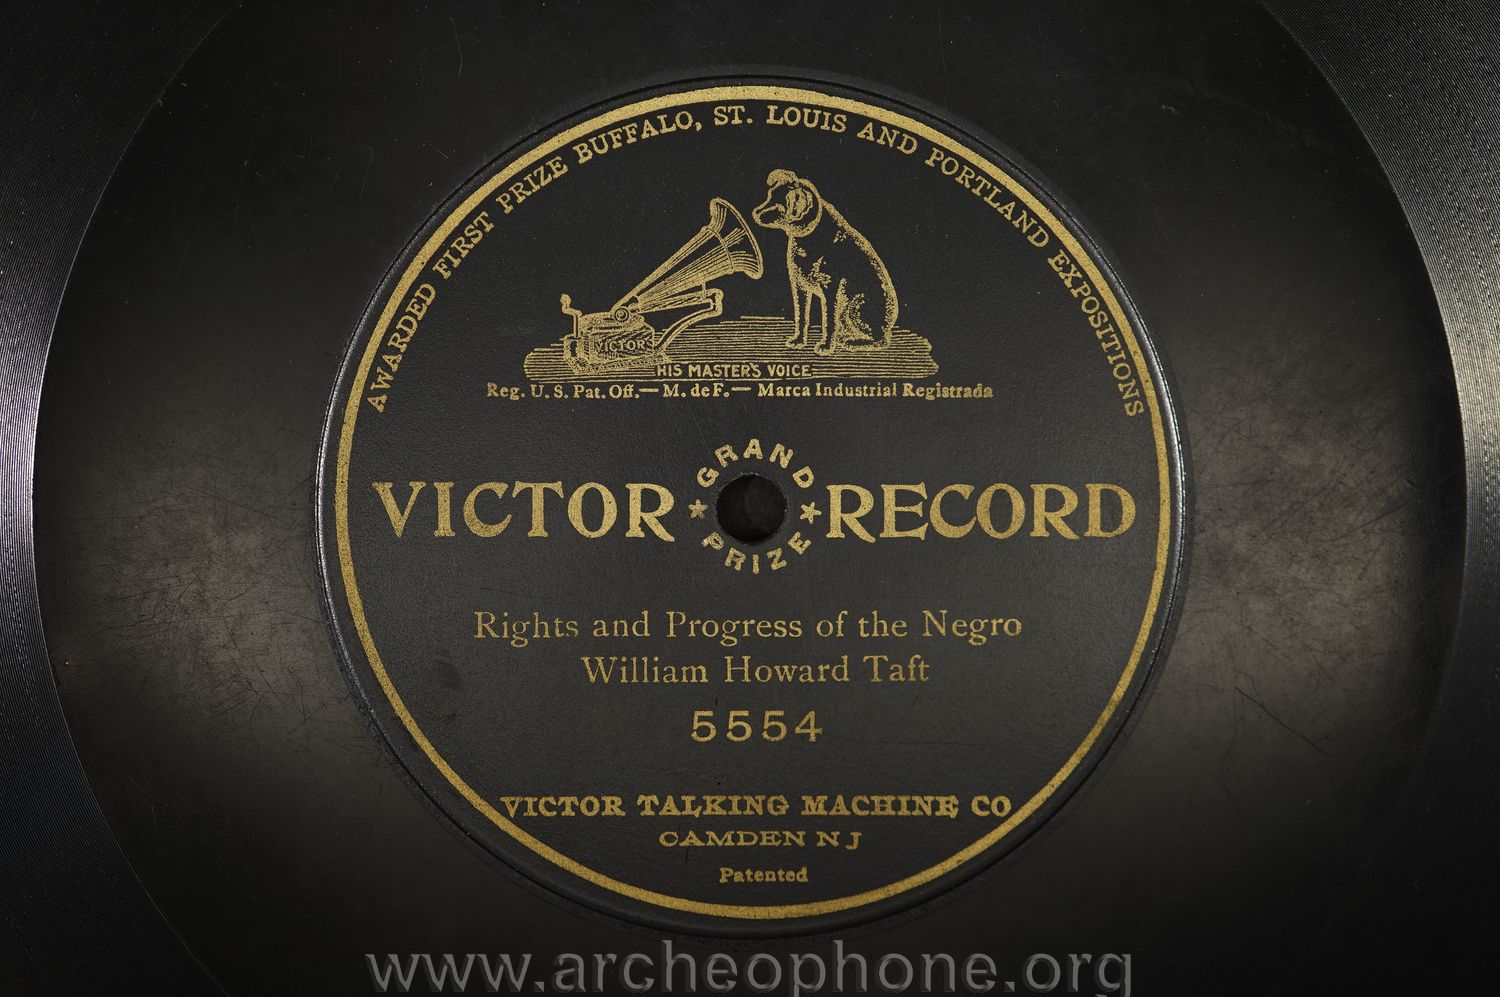 AWARDED FIRST PRIZE BUFFALO, ST. LOUIS AND PORTLAND EXPOSITIONS
VICTOR
HIS MASTER'S VOICE
Reg. U. S. Pat. Off.— M. de F.— Marca Industrial Registrada
GRAND
VICTOR RECORD
PRIZE
Rights and Progress of the Negro
William Howard Taft
5554
VICTOR TALKING MACHINE CO
CAMDEN N J
Patented
www.archeophone.org